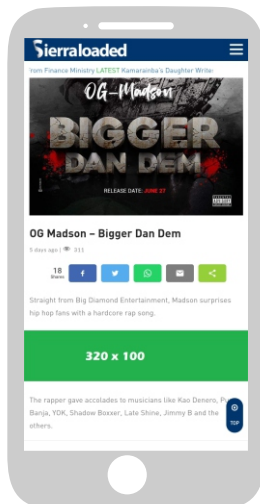 Sierraloaded
from Finance Ministry LATEST Kamarainba's Daughter Writes
OG-Madson
BIGGER
DAN DEM
RELEASE DATE: JUNE 27
OG Madson – Bigger Dan Dem
5 days ago | 311
18
Shares
Straight from Big Diamond Entertainment, Madson surprises
hip hop fans with a hardcore rap song.
320 x 100
The rapper gave accolades to musicians like Kao Denero,
Banja, YOK, Shadow Boxxer, Late Shine, Jimmy B and the
others.
TOP